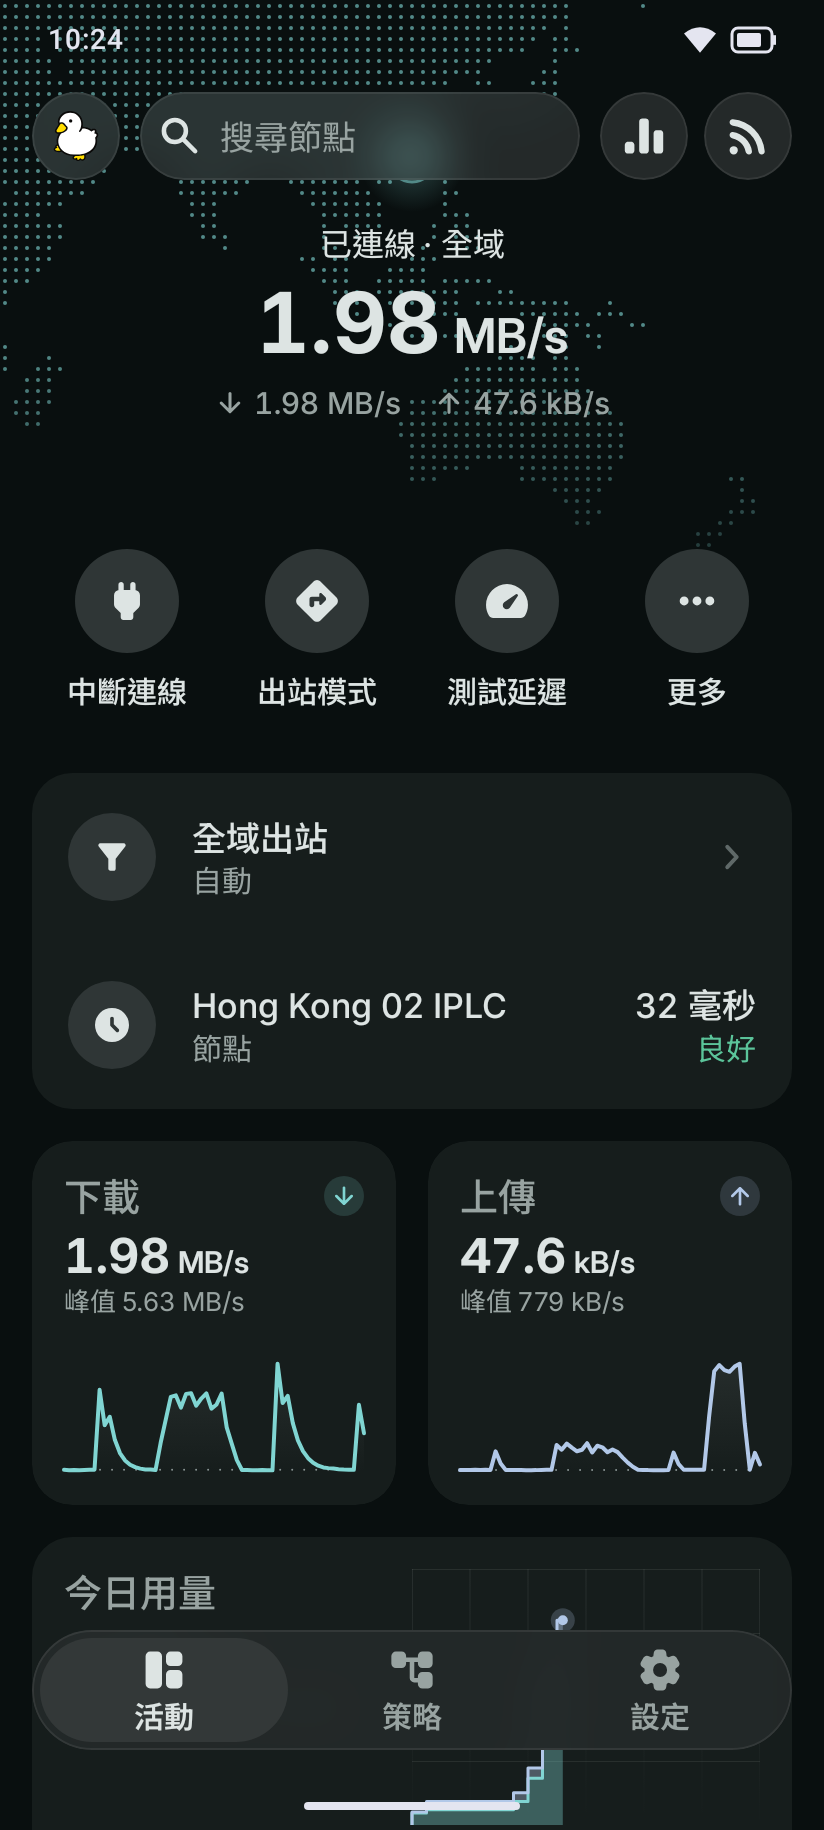 10:24
搜尋節點
已連線 · 全域
1.98 MB/s
↓ 1.98 MB/s ↑ 47.6 kB/s
中斷連線 出站模式 測試延遲 更多
全域出站
自動
Hong Kong 02 IPLC 32 毫秒
節點 良好
下載 上傳
1.98 MB/s 47.6 kB/s
峰值 5.63 MB/s 峰值 779 kB/s
今日用量
活動 策略 設定